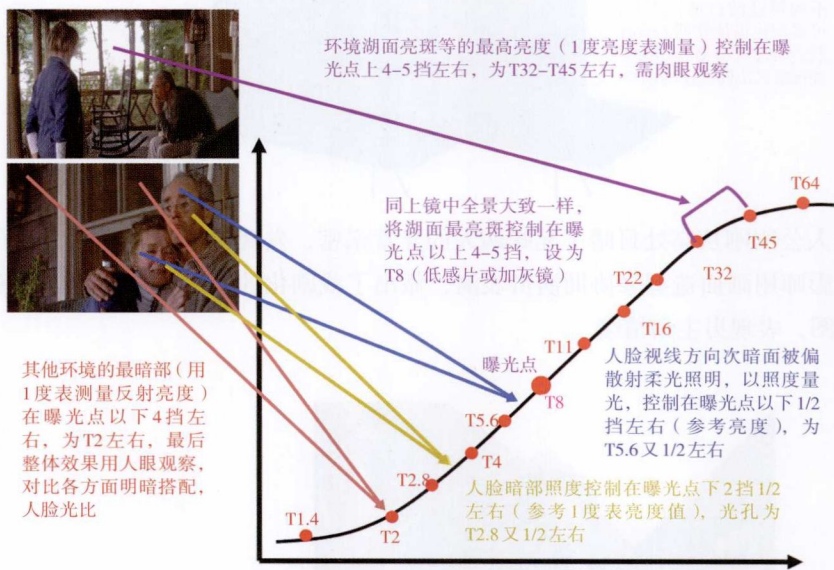 环境湖面亮斑等的最高亮度（1度亮度表测量）控制在曝
光点上4-5挡左右，为T32-T45左右，需肉眼观察
同上镜中全景大致一样，
将湖面最亮斑控制在曝
光点以上4-5挡，设为
T8（低感片或加灰镜）
T64
T45
T32
T22
T16
T11
曝光点
T8
T5.6
T4
T2.8
T2
T1.4
人脸视线方向次暗面被偏
散射柔光照明，以照度量
光，控制在曝光点以下1/2
挡左右（参考亮度），为
T5.6又1/2左右
其他环境的最暗部（用
1度表测量反射亮度）
在曝光点以下4挡左
右，为T2左右，最后
整体效果用人眼观察，
对比各方面明暗搭配，
人脸光比
人脸暗部照度控制在曝光点下2挡1/2
左右（参考1度表亮度值），光孔为
T2.8又1/2左右